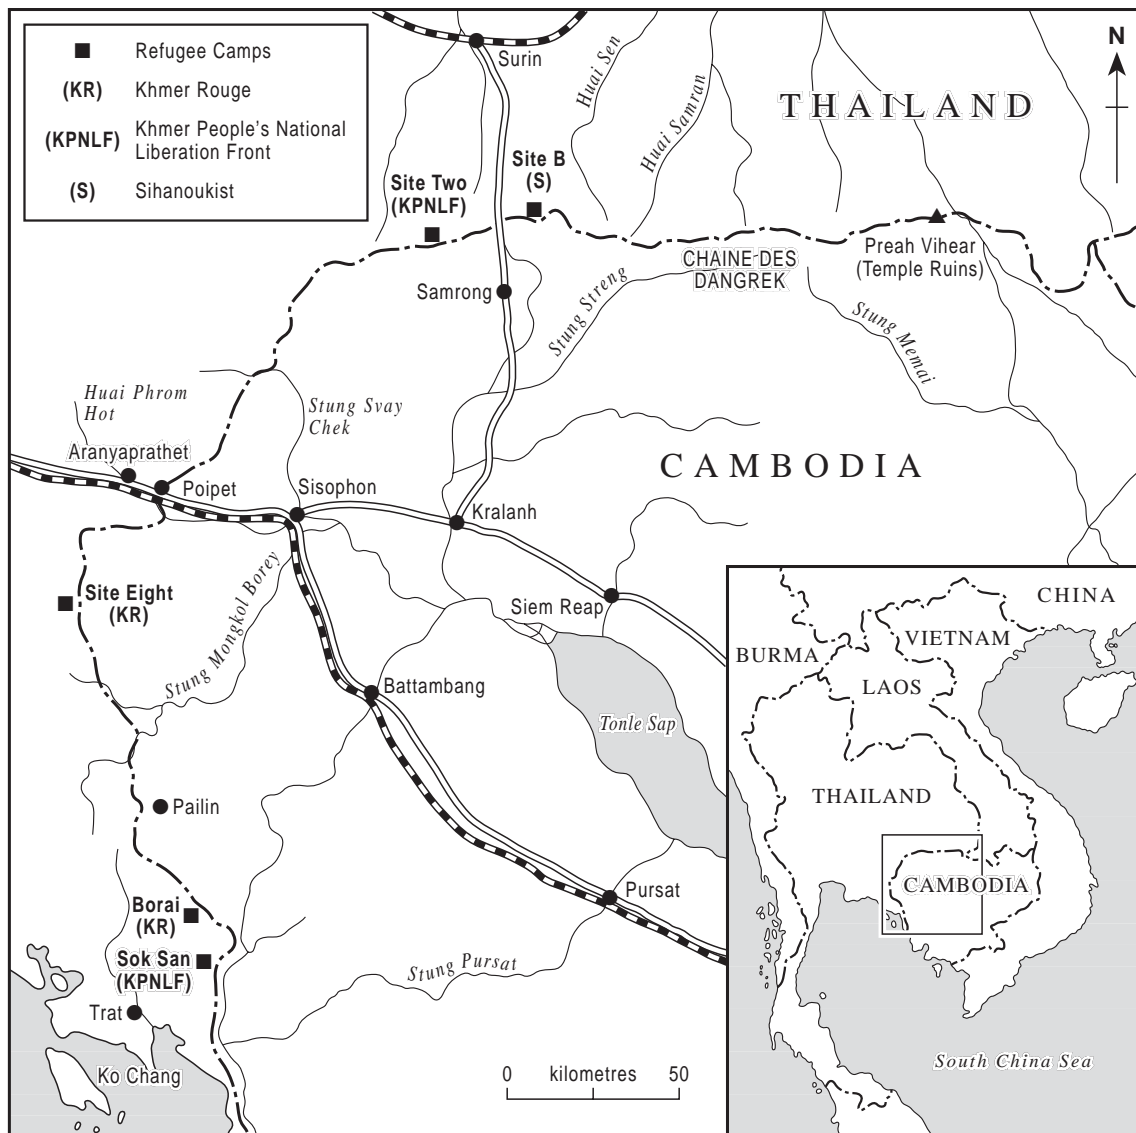 Refugee Camps
(KR) Khmer Rouge
(KPNLF) Khmer People's National
Liberation Front
(S) Sihanoukist
Surin
Huai Sen
Huai Samran
THAILAND
N
Site Two
(KPNLF)
Site B
(S)
Preah Vihear
(Temple Ruins)
CHAINE DES
DANGREK
Samrong
Stung Streng
Stung Memai
Huai Phrom
Hot
Stung Svay
Chek
Aranyaprathet
Poipet
Sisophon
Kralanh
CAMBODIA
Site Eight
(KR)
Stung Mongkol Borey
Siem Reap
Battambang
Tonle Sap
Pailin
Pursat
Borai
(KR)
Sok San
(KPNLF)
Stung Pursat
Trat
Ko Chang
0 kilometres 50
CHINA
VIETNAM
BURMA
LAOS
THAILAND
CAMBODIA
South China Sea